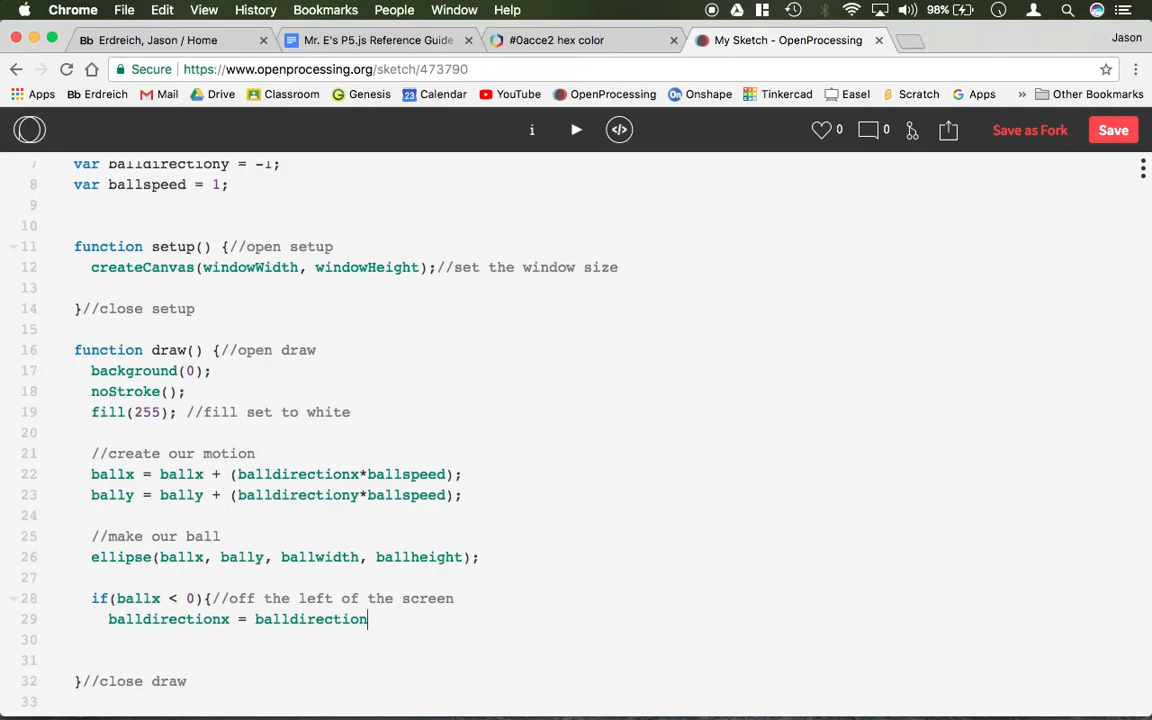 Chrome File Edit View History Bookmarks People Window Help 98%
Bb Erdreich, Jason / Home Mr. E's P5.js Reference Guide - #0acce2 hex color My Sketch - OpenProcessing Jason
Secure https://www.openprocessing.org/sketch/473790
Apps Bb Erdreich Mail Drive Classroom Genesis 23 Calendar YouTube OpenProcessing Onshape Tinkercad Easel Scratch Apps » Other Bookmarks
i </> 0 0 Save as Fork Save
7 var balldirectiony = -1;
8 var ballspeed = 1;
9
10
11 function setup() {//open setup
12 createCanvas(windowWidth, windowHeight);//set the window size
13
14 }//close setup
15
16 function draw() {//open draw
17 background(0);
18 noStroke();
19 fill(255); //fill set to white
20
21 //create our motion
22 ballx = ballx + (balldirectionx*ballspeed);
23 bally = bally + (balldirectiony*ballspeed);
24
25 //make our ball
26 ellipse(ballx, bally, ballwidth, ballheight);
27
28 if(ballx < 0){//off the left of the screen
29 balldirectionx = balldirection
30
31
32 }//close draw
33